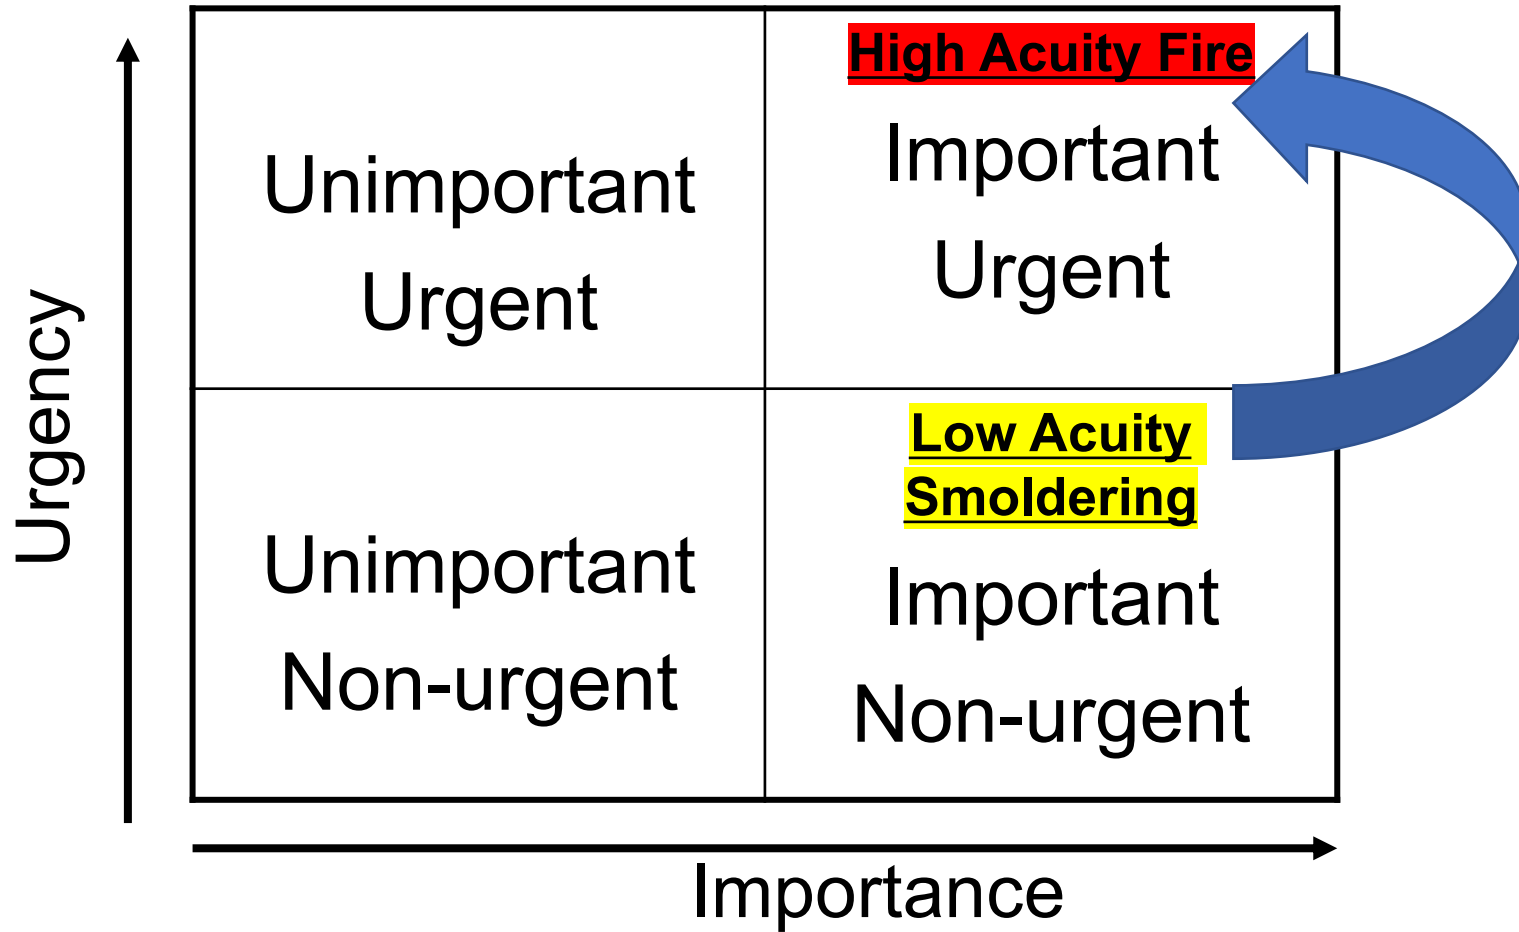 Urgency
Unimportant
Urgent
High Acuity Fire
Important
Urgent
Unimportant
Non-urgent
Low Acuity
Smoldering
Important
Non-urgent
Importance